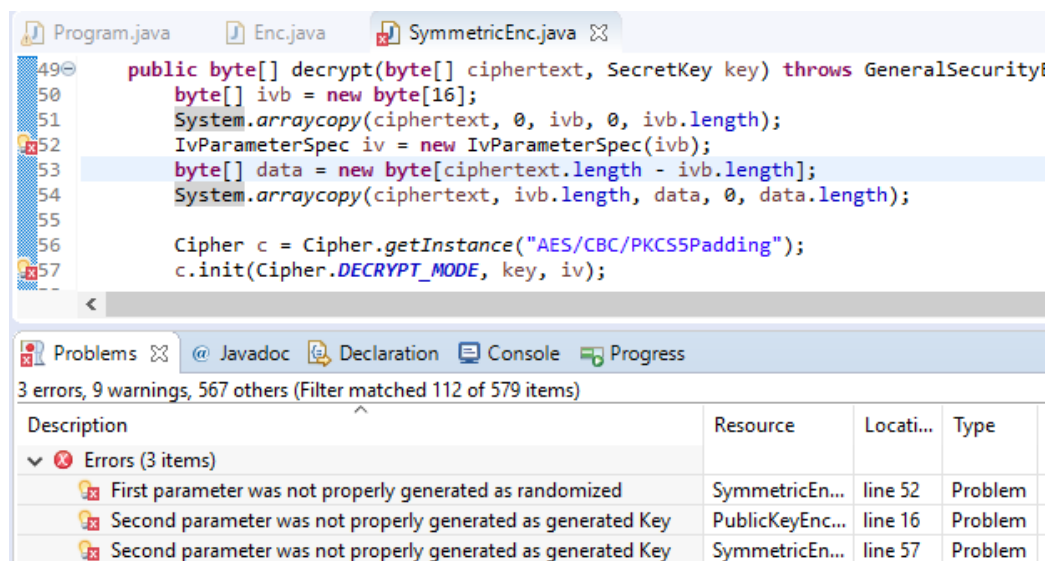 Program.java Enc.java SymmetricEnc.java
49 public byte[] decrypt(byte[] ciphertext, SecretKey key) throws GeneralSecurityE
50 byte[] ivb = new byte[16];
51 System.arraycopy(ciphertext, 0, ivb, 0, ivb.length);
52 IvParameterSpec iv = new IvParameterSpec(ivb);
53 byte[] data = new byte[ciphertext.length - ivb.length];
54 System.arraycopy(ciphertext, ivb.length, data, 0, data.length);
55
56 Cipher c = Cipher.getInstance("AES/CBC/PKCS5Padding");
57 c.init(Cipher.DECRYPT_MODE, key, iv);
Problems @ Javadoc Declaration Console Progress
3 errors, 9 warnings, 567 others (Filter matched 112 of 579 items)
Description Resource Locati... Type
Errors (3 items)
First parameter was not properly generated as randomized SymmetricEn... line 52 Problem
Second parameter was not properly generated as generated Key PublicKeyEnc... line 16 Problem
Second parameter was not properly generated as generated Key SymmetricEn... line 57 Problem